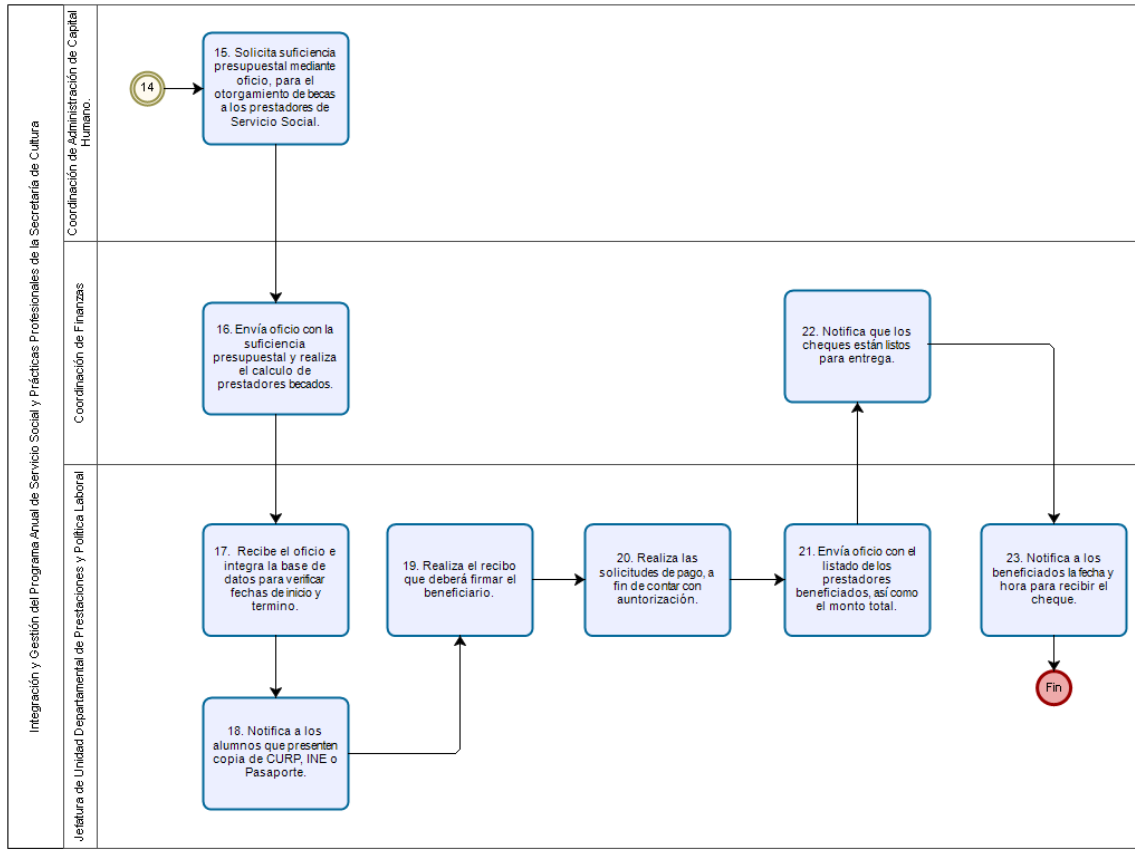 Integración y Gestión del Programa Anual de Servicio Social y Prácticas Profesionales de la Secretaría de Cultura
Coordinación de Administración de Capital
Humano.
14
15. Solicita suficiencia
presupuestal mediante
oficio, para el
otorgamiento de becas
a los prestadores de
Servicio Social.
Coordinación de Finanzas
16. Envía oficio con la
suficiencia
presupuestal y realiza
el calculo de
prestadores becados.
22. Notifica que los
cheques están listos
para entrega.
Jefatura de Unidad Departamental de Prestaciones y Política Laboral
17. Recibe el oficio e
integra la base de
datos para verificar
fechas de inicio y
termino.
18. Notifica a los
alumnos que presenten
copia de CURP, INE o
Pasaporte.
19. Realiza el recibo
que deberá firmar el
beneficiario.
20. Realiza las
solicitudes de pago, a
fin de contar con
auntorización.
21. Envía oficio con el
listado de los
prestadores
beneficiados, así como
el monto total.
23. Notifica a los
beneficiados la fecha y
hora para recibir el
cheque.
Fin